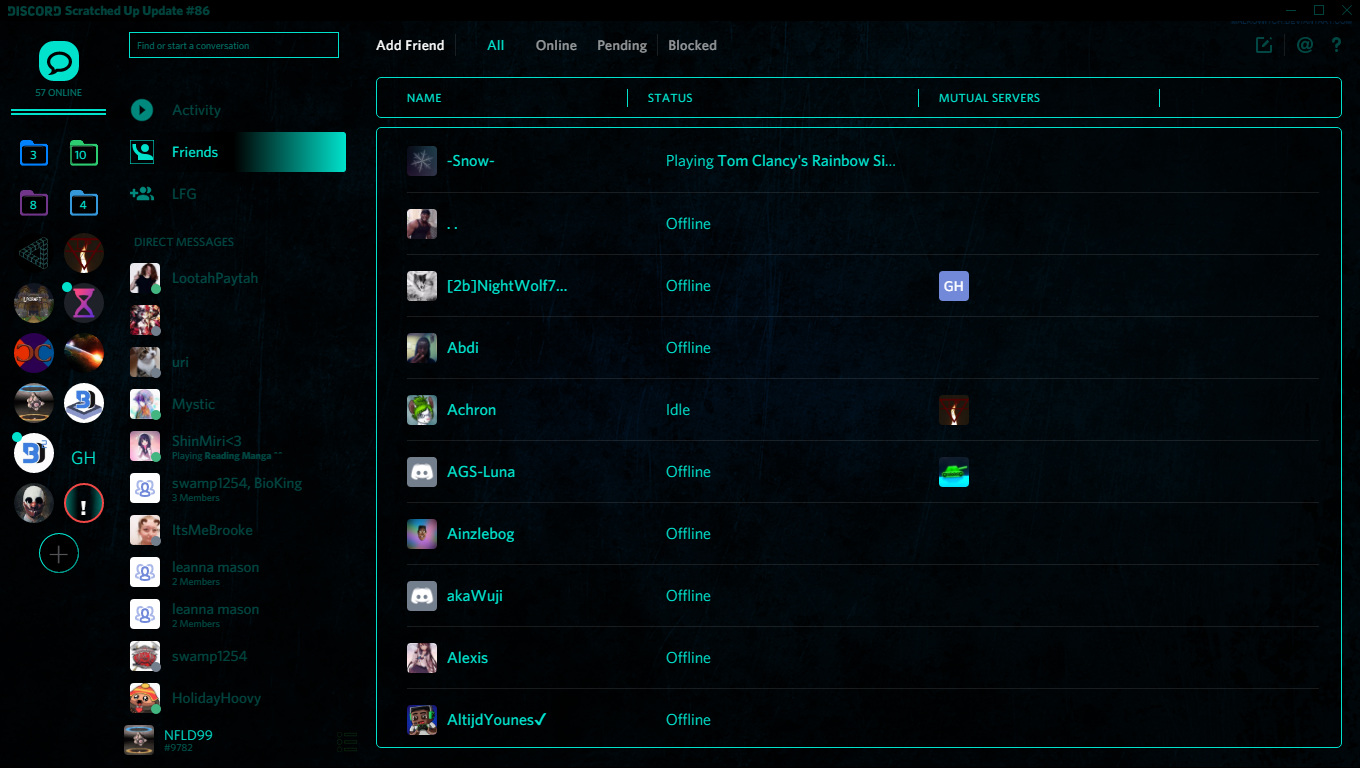 DISCORD Scratched Up Update #86
57 ONLINE
3
10
8
4
GH
Find or start a conversation
Activity
Friends
LFG
DIRECT MESSAGES
LootahPaytah
uri
Mystic
ShinMiri<3
Playing Reading Manga ^^
swamp1254, BioKing
3 Members
ItsMeBrooke
leanna mason
2 Members
leanna mason
2 Members
swamp1254
HolidayHoovy
NFLD99
#9782
Add Friend All Online Pending Blocked
NAME STATUS MUTUAL SERVERS
-Snow- Playing Tom Clancy's Rainbow Si...
. . Offline
[2b]NightWolf7... Offline GH
Abdi Offline
Achron Idle
AGS-Luna Offline
Ainzlebog Offline
akaWuji Offline
Alexis Offline
AltijdYounes✓ Offline